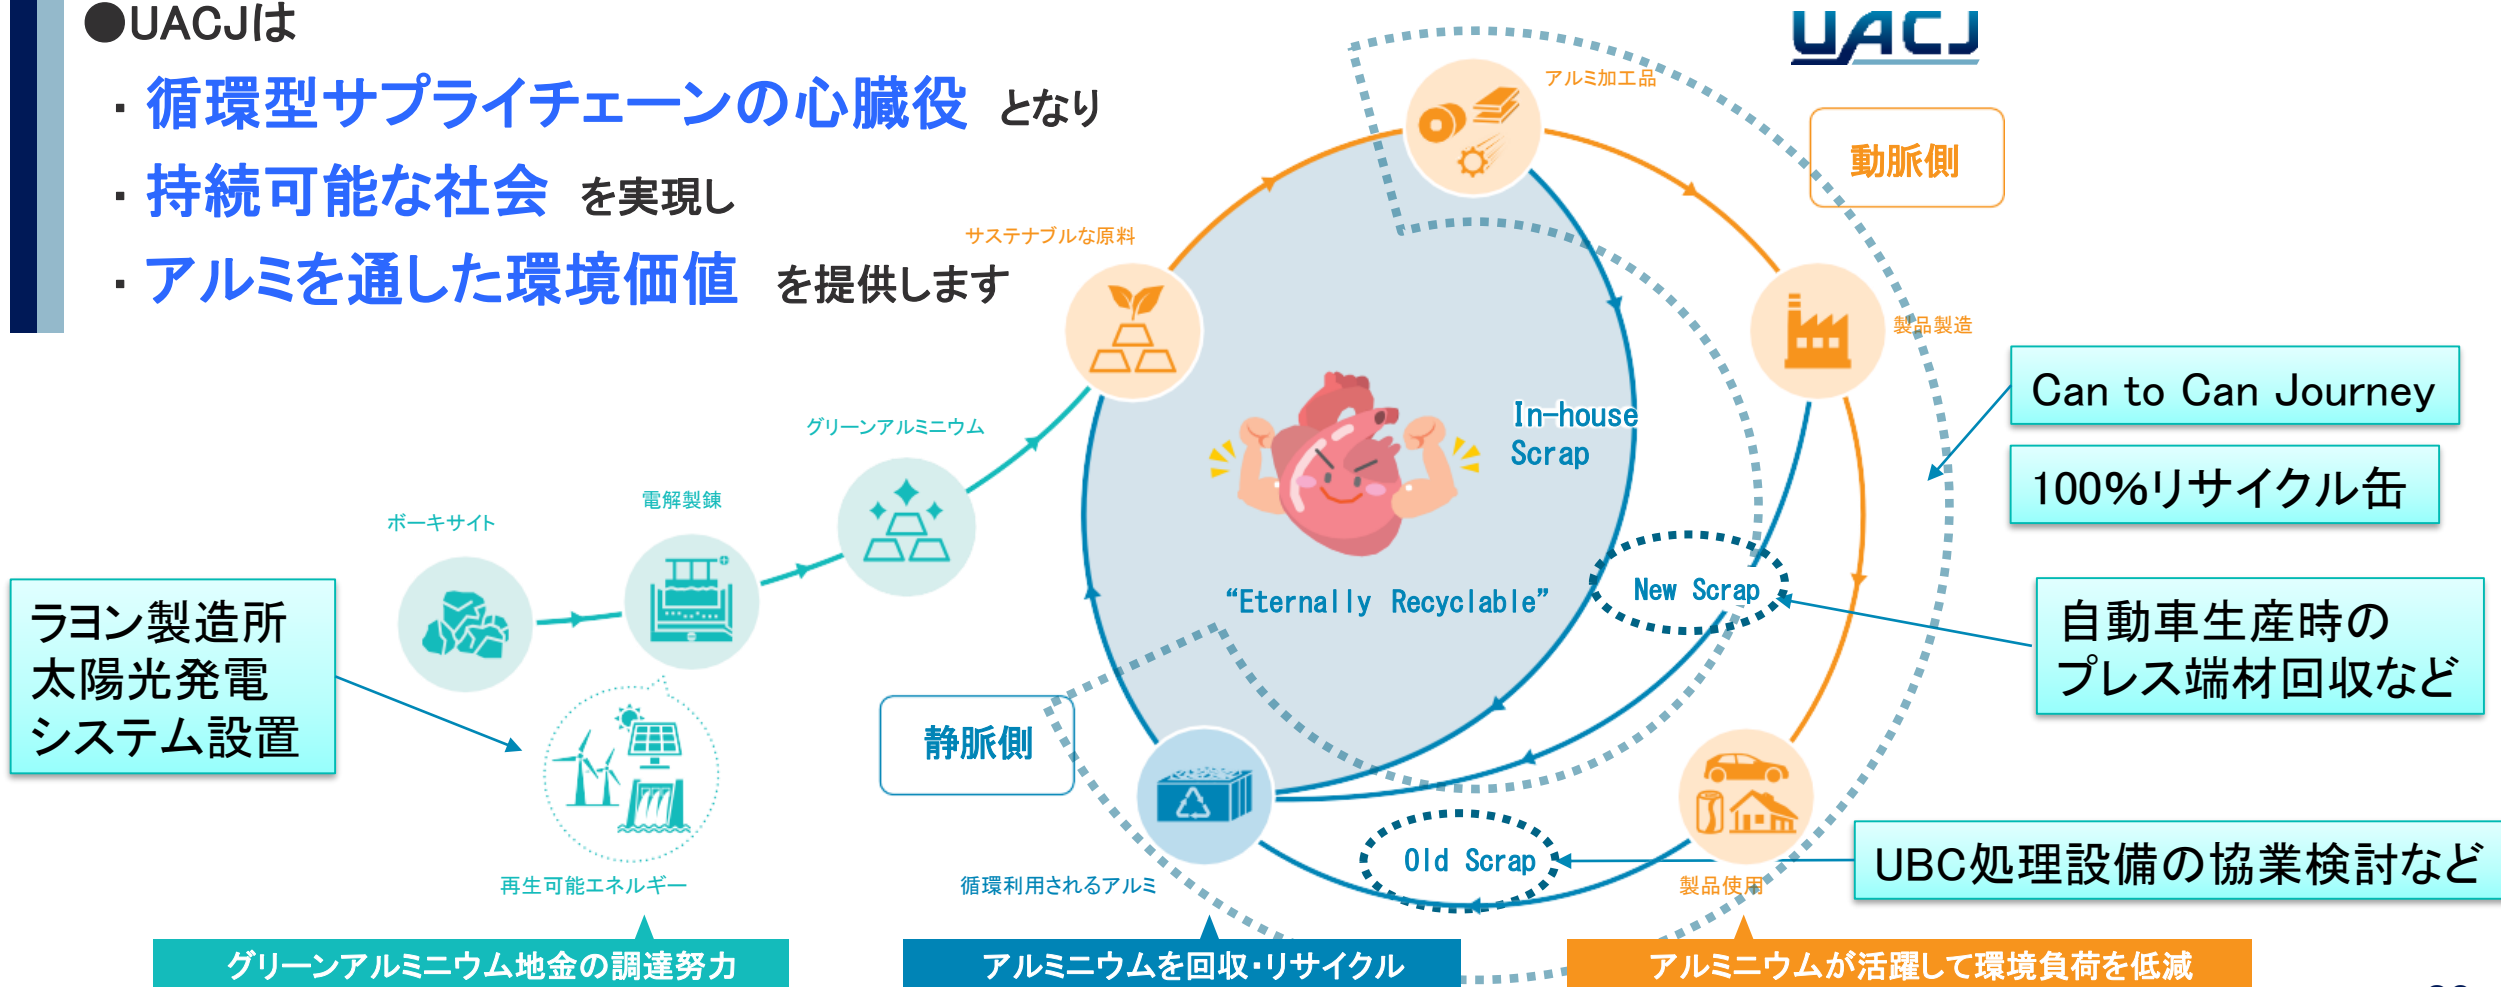 ●UACJは
・循環型サプライチェーンの心臓役 となり
・持続可能な社会 を実現し
・アルミを通した環境価値 を提供します
UACJ
アルミ加工品
動脈側
サステナブルな原料
製品製造
Can to Can Journey
100%リサイクル缶
In-house
Scrap
グリーンアルミニウム
電解製錬
ボーキサイト
“Eternally Recyclable”
New Scrap
ラヨン製造所
太陽光発電
システム設置
自動車生産時の
プレス端材回収など
静脈側
Old Scrap
UBC処理設備の協業検討など
再生可能エネルギー
循環利用されるアルミ
製品使用
グリーンアルミニウム地金の調達努力
アルミニウムを回収・リサイクル
アルミニウムが活躍して環境負荷を低減